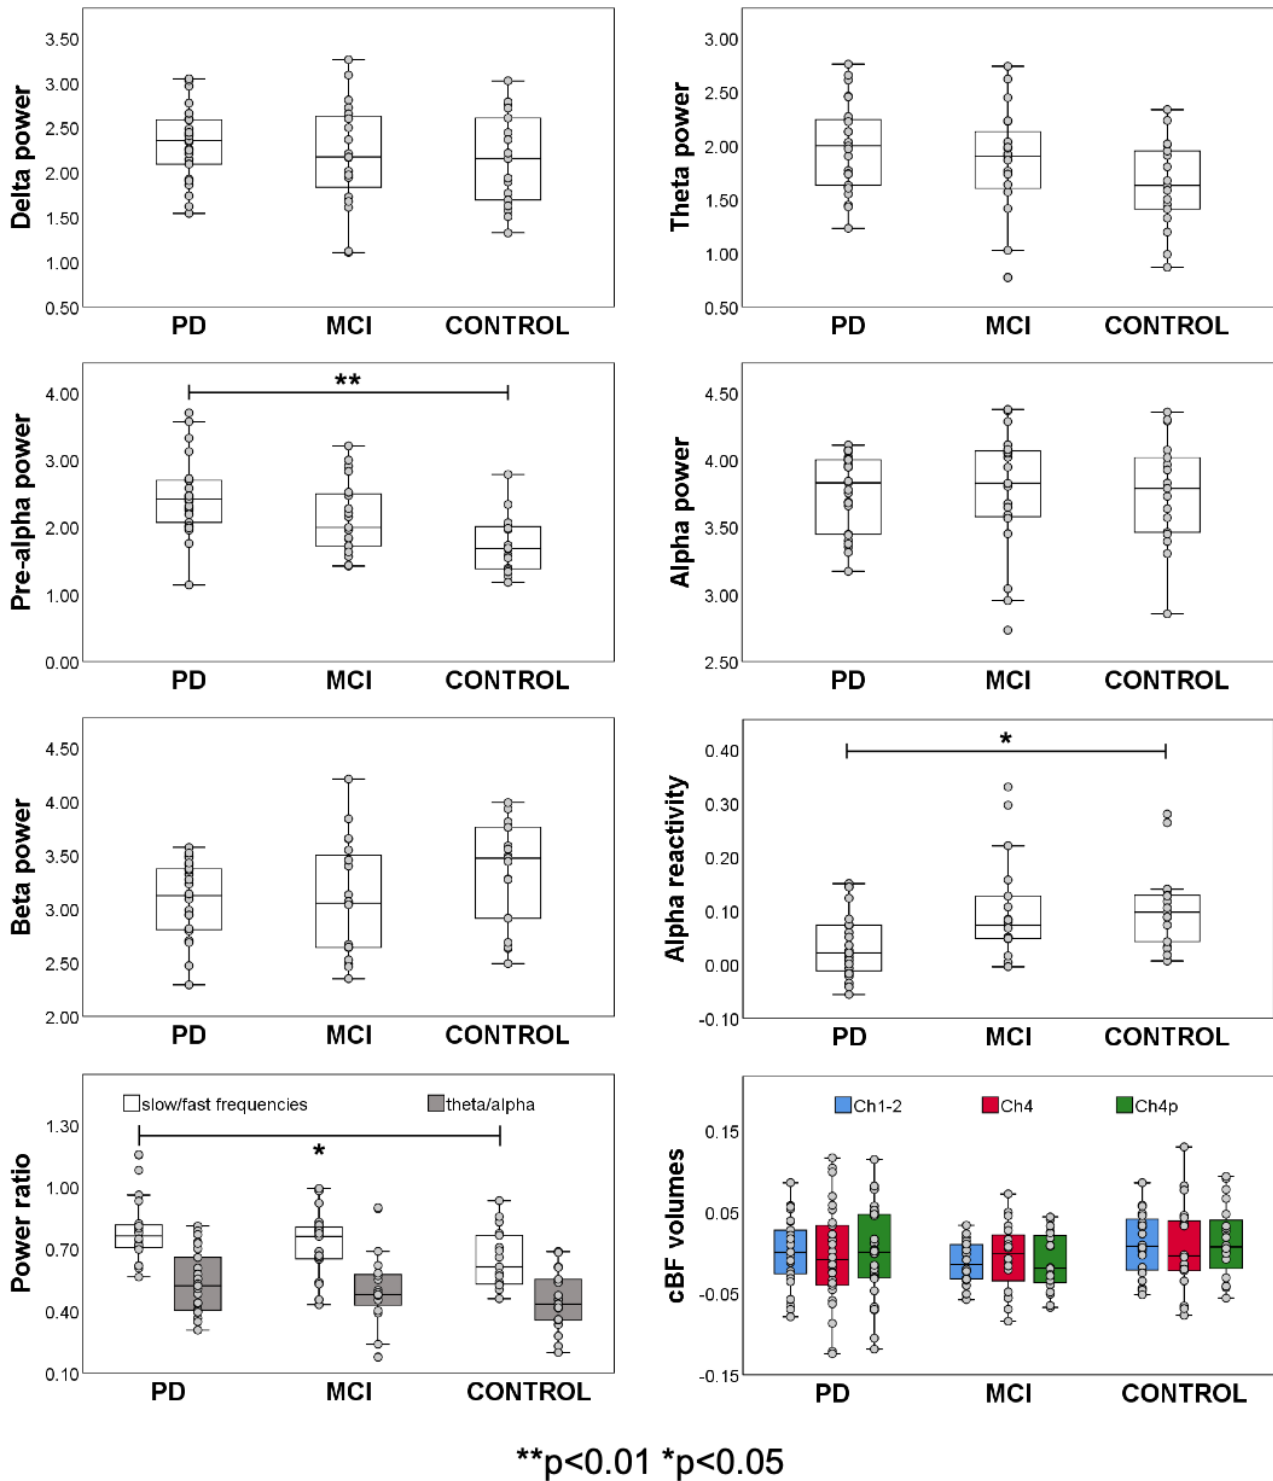 Delta power
3.50
3.00
2.50
2.00
1.50
1.00
0.50
PD MCI CONTROL
Theta power
3.00
2.50
2.00
1.50
1.00
0.50
PD MCI CONTROL
Pre-alpha power
4.00
3.00
2.00
1.00
0.00
**
PD MCI CONTROL
Alpha power
4.50
4.00
3.50
3.00
2.50
PD MCI CONTROL
Beta power
4.50
4.00
3.50
3.00
2.50
2.00
PD MCI CONTROL
Alpha reactivity
0.40
0.30
0.20
0.10
0.00
-0.10
*
PD MCI CONTROL
Power ratio
slow/fast frequencies theta/alpha
1.30
1.00
0.70
0.40
0.10
*
PD MCI CONTROL
cBF volumes
Ch1-2 Ch4 Ch4p
0.15
0.05
-0.05
-0.15
PD MCI CONTROL
**p<0.01 *p<0.05